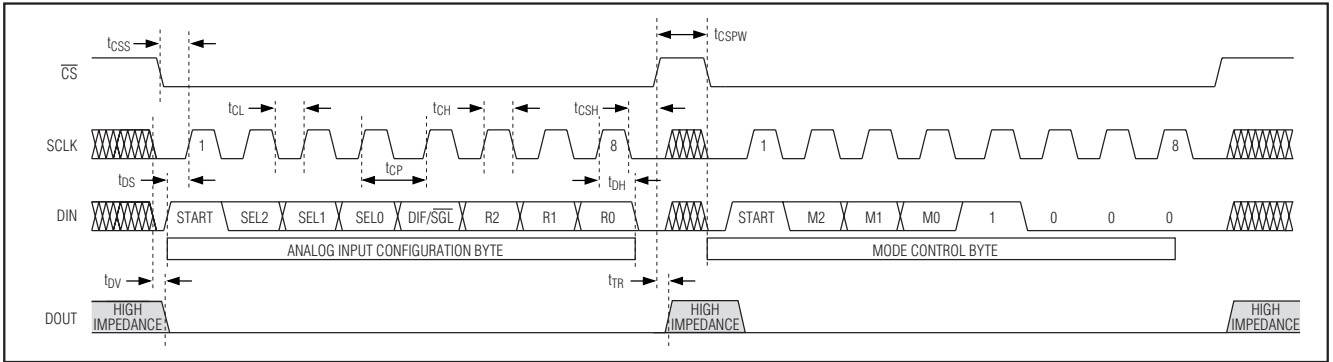 tCSS
tCSPW
CS
tCL
tCH
tCSH
SCLK
1
8
1
8
tCP
tDS
tDH
DIN
START SEL2 SEL1 SEL0 DIF/SGL R2 R1 R0
START M2 M1 M0 1 0 0 0
ANALOG INPUT CONFIGURATION BYTE
MODE CONTROL BYTE
tDV
tTR
DOUT
HIGH
IMPEDANCE
HIGH
IMPEDANCE
HIGH
IMPEDANCE